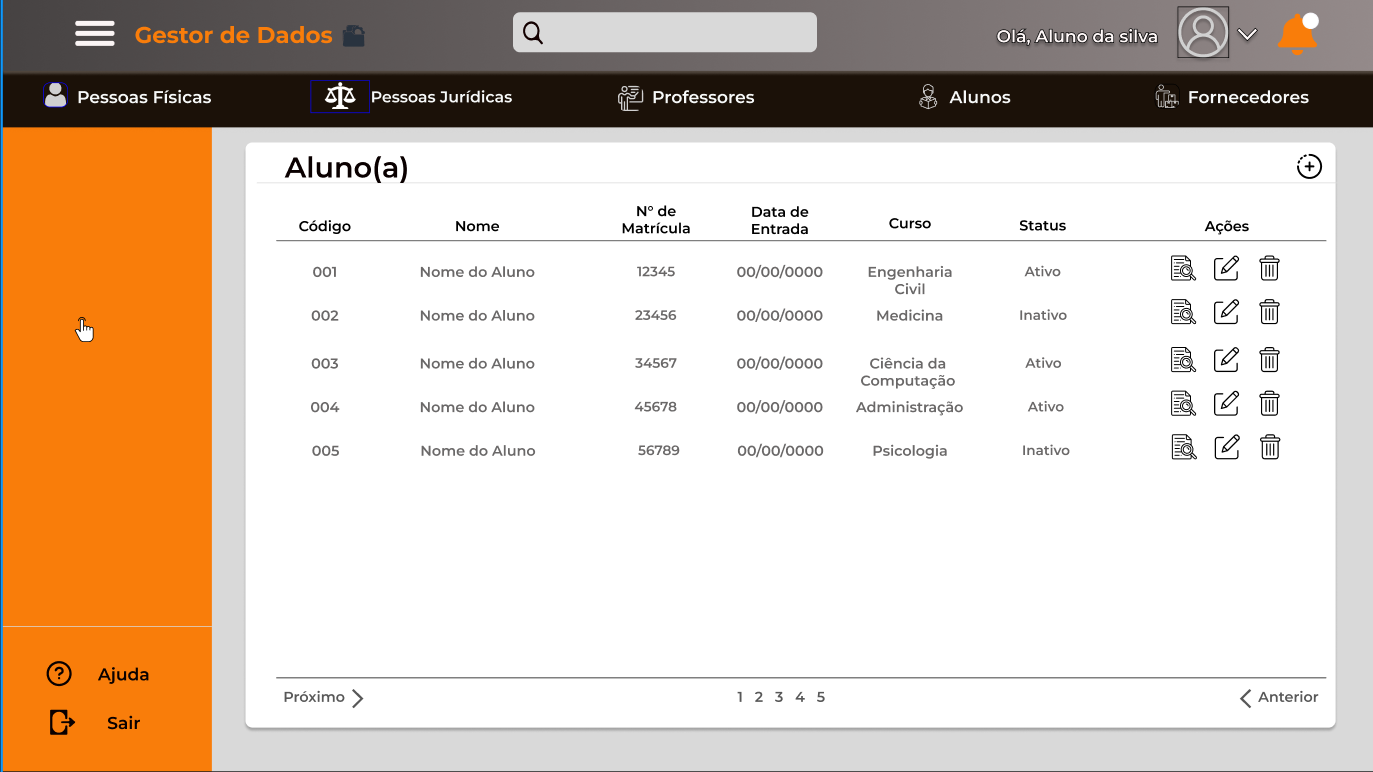 Gestor de Dados
Olá, Aluno da silva
Pessoas Físicas
Pessoas Jurídicas
Professores
Alunos
Fornecedores
Aluno(a)
Código Nome N° de Matrícula Data de Entrada Curso Status Ações
001 Nome do Aluno 12345 00/00/0000 Engenharia Civil Ativo
002 Nome do Aluno 23456 00/00/0000 Medicina Inativo
003 Nome do Aluno 34567 00/00/0000 Ciência da Computação Ativo
004 Nome do Aluno 45678 00/00/0000 Administração Ativo
005 Nome do Aluno 56789 00/00/0000 Psicologia Inativo
Próximo 1 2 3 4 5 Anterior
Ajuda
Sair